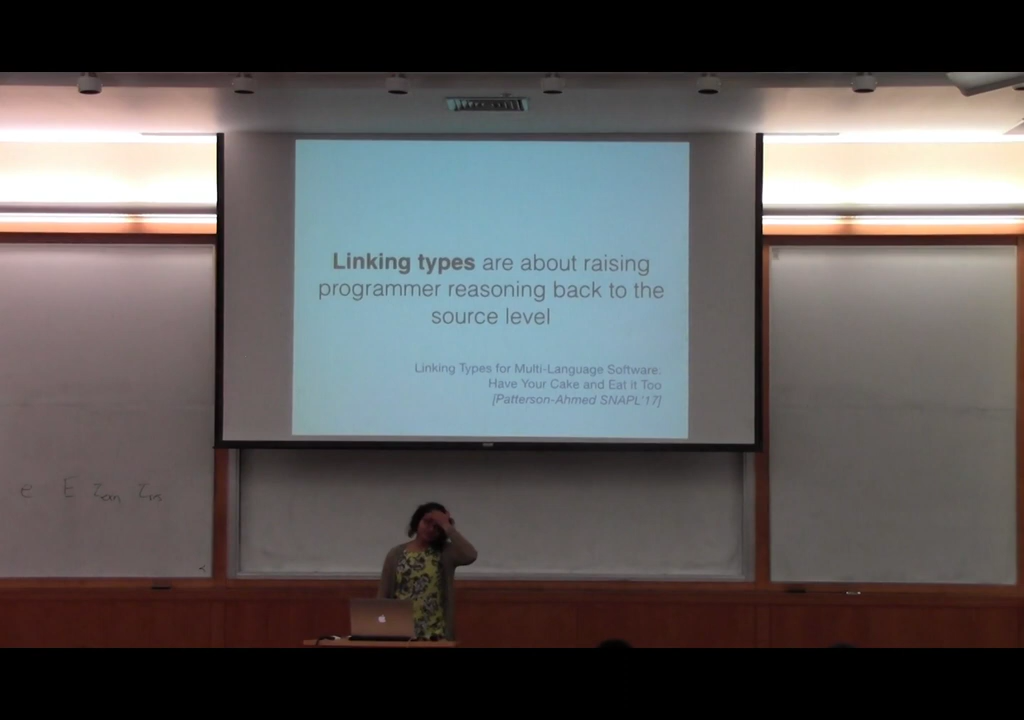 Linking types are about raising
programmer reasoning back to the
source level
Linking Types for Multi-Language Software:
Have Your Cake and Eat it Too
[Patterson-Ahmed SNAPL'17]
e E